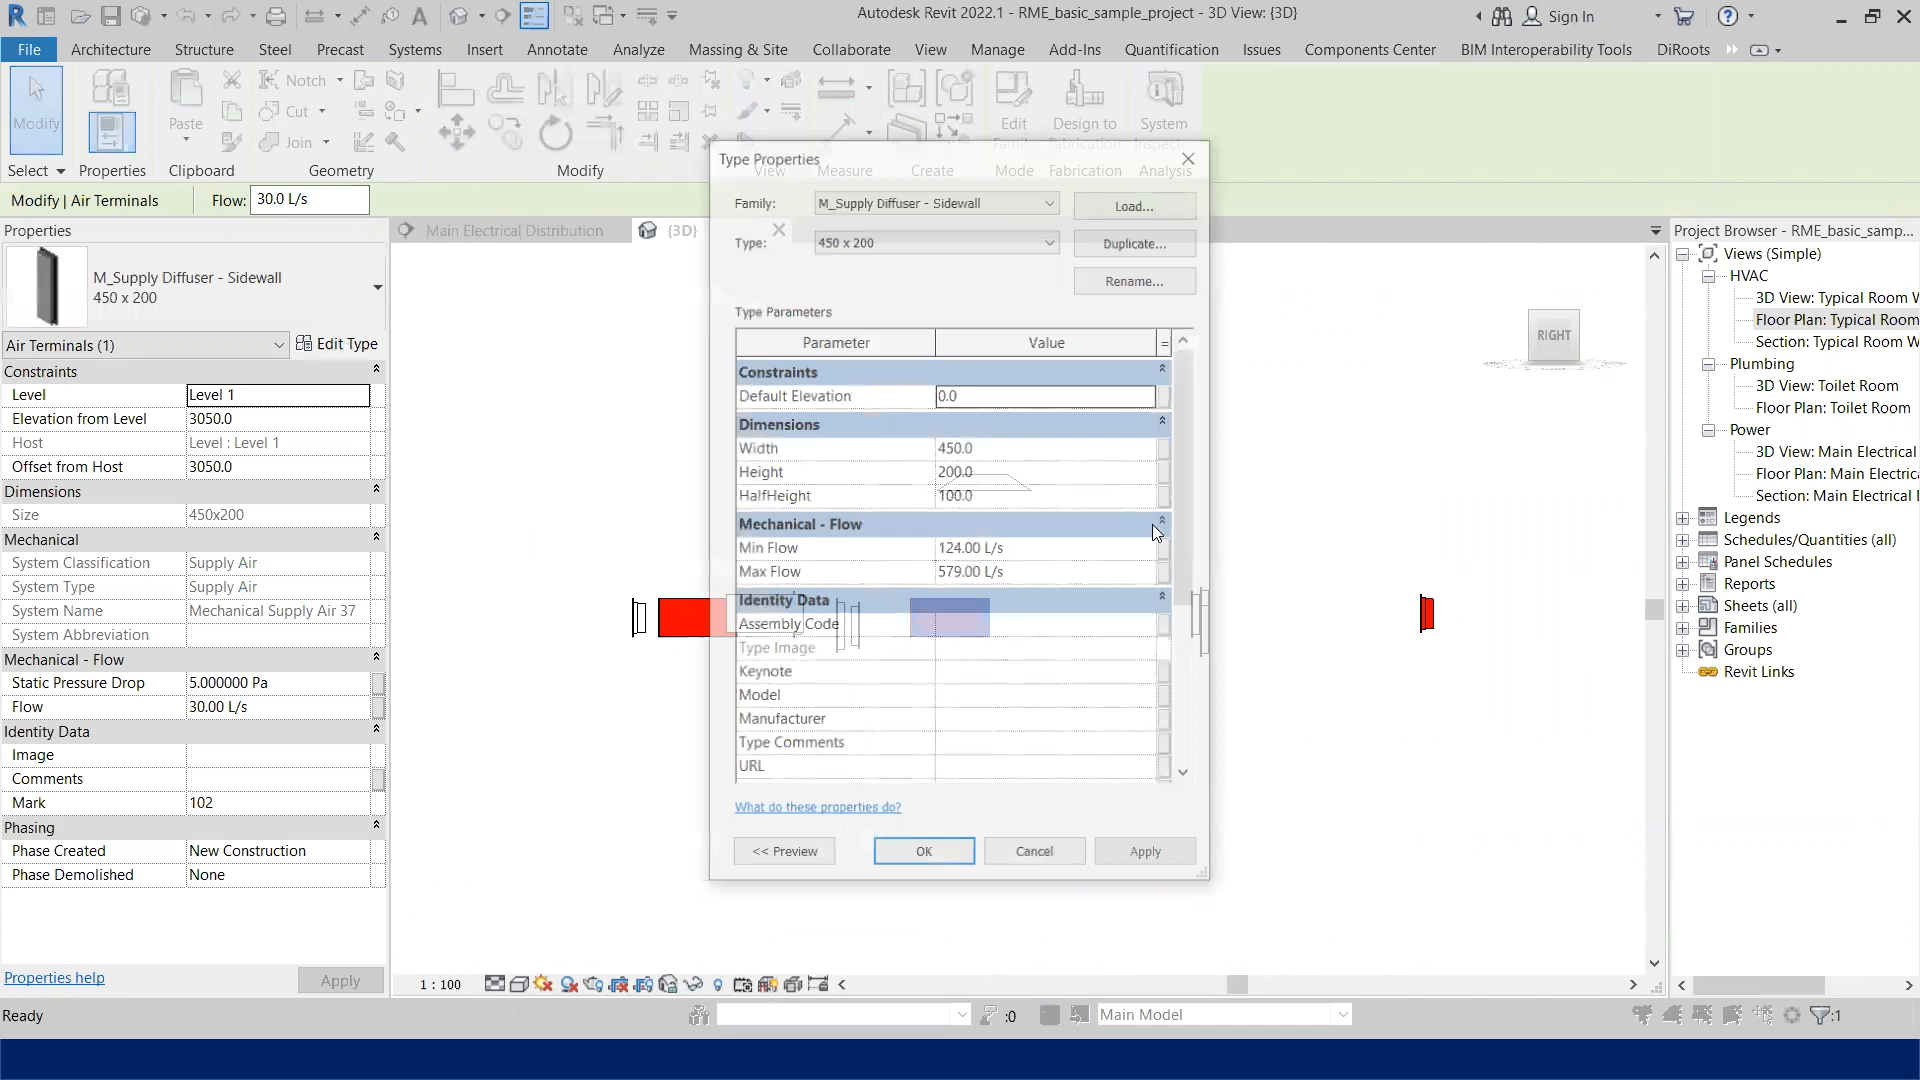 Autodesk Revit 2022.1 - RME_basic_sample_project - 3D View: {3D}
Sign In
File Architecture Structure Steel Precast Systems Insert Annotate Analyze Massing & Site Collaborate View Manage Add-Ins Quantification Issues Components Center BIM Interoperability Tools DiRoots
Modify
Paste
Notch
Cut
Join
Edit
Design to
System
Select Properties Clipboard Geometry Modify View Measure Create Mode Fabrication Analysis
Modify | Air Terminals
Flow: 30.0 L/s
Properties
M_Supply Diffuser - Sidewall
450 x 200
Air Terminals (1)
Edit Type
Constraints
Level Level 1
Elevation from Level 3050.0
Host Level : Level 1
Offset from Host 3050.0
Dimensions
Size 450x200
Mechanical
System Classification Supply Air
System Type Supply Air
System Name Mechanical Supply Air 37
System Abbreviation
Mechanical - Flow
Static Pressure Drop 5.000000 Pa
Flow 30.00 L/s
Identity Data
Image
Comments
Mark 102
Phasing
Phase Created New Construction
Phase Demolished None
Properties help
Apply
Main Electrical Distribution
{3D}
RIGHT
Type Properties
Family: M_Supply Diffuser - Sidewall Load...
Type: 450 x 200 Duplicate...
Rename...
Type Parameters
Parameter Value =
Constraints
Default Elevation 0.0
Dimensions
Width 450.0
Height 200.0
HalfHeight 100.0
Mechanical - Flow
Min Flow 124.00 L/s
Max Flow 579.00 L/s
Identity Data
Assembly Code
Type Image
Keynote
Model
Manufacturer
Type Comments
URL
What do these properties do?
<< Preview OK Cancel Apply
Project Browser - RME_basic_samp...
Views (Simple)
HVAC
3D View: Typical Room W
Floor Plan: Typical Room
Section: Typical Room W
Plumbing
3D View: Toilet Room
Floor Plan: Toilet Room
Power
3D View: Main Electrical
Floor Plan: Main Electrica
Section: Main Electrical
Legends
Schedules/Quantities (all)
Panel Schedules
Reports
Sheets (all)
Families
Groups
Revit Links
1 : 100
Ready
:0
Main Model
:1